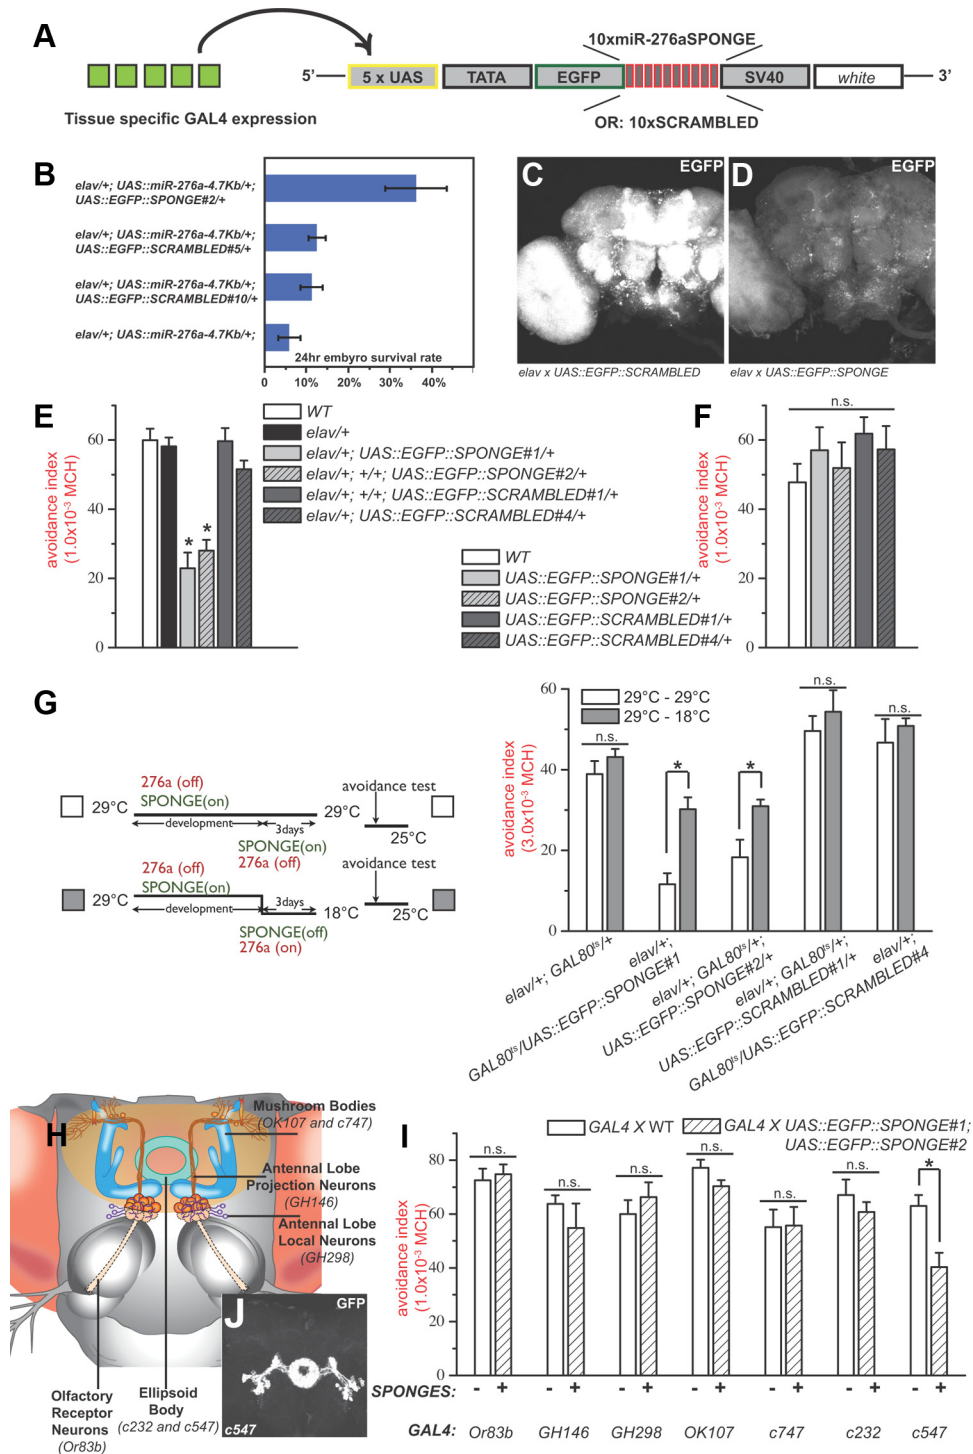 A
10xmiR-276aSPONGE
5'
5 x UAS
TATA
EGFP
SV40
white
3'
Tissue specific GAL4 expression
OR: 10xSCRAMBLED
B
elav/+; UAS::miR-276a-4.7Kb/+;
UAS::EGFP::SPONGE#2/+
elav/+; UAS::miR-276a-4.7Kb/+;
UAS::EGFP::SCRAMBLED#5/+
elav/+; UAS::miR-276a-4.7Kb/+;
UAS::EGFP::SCRAMBLED#10/+
elav/+; UAS::miR-276a-4.7Kb/+;
24hr embyro survival rate
0 10% 20% 30% 40%
C
EGFP
elav x UAS::EGFP::SCRAMBLED
D
EGFP
elav x UAS::EGFP::SPONGE
E
avoidance index
(1.0x10⁻³ MCH)
60
40
20
0
*
*
WT
elav/+
elav/+; UAS::EGFP::SPONGE#1/+
elav/+; +/+; UAS::EGFP::SPONGE#2/+
elav/+; +/+; UAS::EGFP::SCRAMBLED#1/+
elav/+; UAS::EGFP::SCRAMBLED#4/+
F
n.s.
avoidance index
(1.0x10⁻³ MCH)
60
40
20
0
WT
UAS::EGFP::SPONGE#1/+
UAS::EGFP::SPONGE#2/+
UAS::EGFP::SCRAMBLED#1/+
UAS::EGFP::SCRAMBLED#4/+
G
276a (off)
SPONGE(on)
29°C
development
3days
29°C
SPONGE(on)
276a (off)
avoidance test
25°C
276a (off)
SPONGE(on)
29°C
development
3days
18°C
SPONGE(off)
276a (on)
avoidance test
25°C
avoidance index
(3.0x10⁻³ MCH)
60
40
20
0
29°C - 29°C
29°C - 18°C
n.s.
*
*
n.s.
n.s.
elav/+; GAL80ᵗˢ/+
elav/+;
GAL80ᵗˢ/UAS::EGFP::SPONGE#1
elav/+; GAL80ᵗˢ/+;
UAS::EGFP::SPONGE#2/+
elav/+; GAL80ᵗˢ/+;
UAS::EGFP::SCRAMBLED#1/+
elav/+;
GAL80ᵗˢ/UAS::EGFP::SCRAMBLED#4
H
Mushroom Bodies
(OK107 and c747)
Antennal Lobe
Projection Neurons
(GH146)
Antennal Lobe
Local Neurons
(GH298)
Olfactory
Receptor
Neurons
(Or83b)
Ellipsoid
Body
(c232 and c547)
J
GFP
c547
I
GAL4 X WT
GAL4 X UAS::EGFP::SPONGE#1;
UAS::EGFP::SPONGE#2
avoidance index
(1.0x10⁻³ MCH)
80
60
40
20
0
n.s.
n.s.
n.s.
n.s.
n.s.
n.s.
*
SPONGES: - + - + - + - + - + - + - +
GAL4: Or83b GH146 GH298 OK107 c747 c232 c547